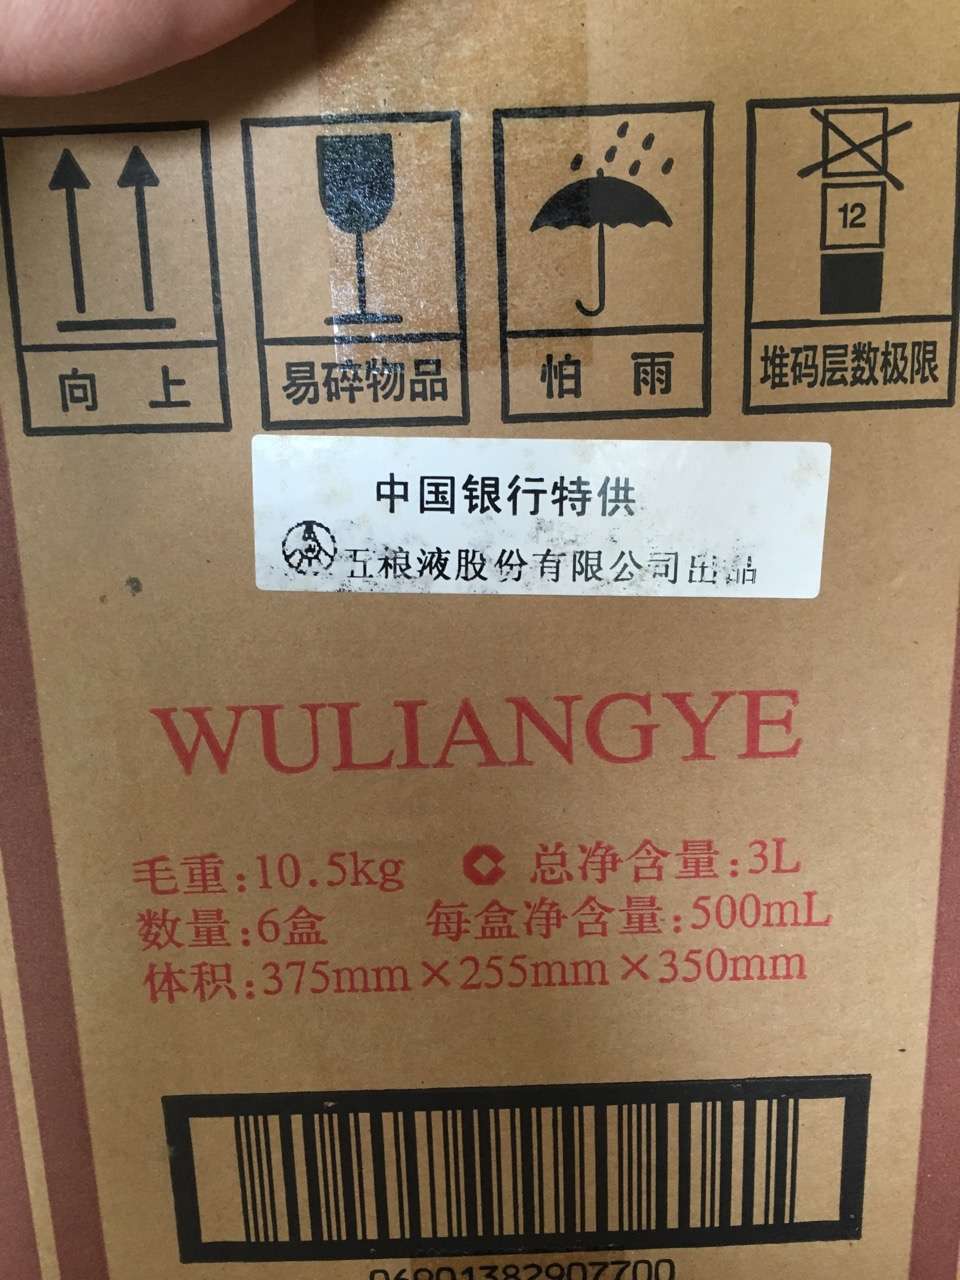 向 上
易碎物品
怕 雨
12
堆码层数极限
中国银行特供
五粮液股份有限公司出品
WULIANGYE
毛重:10.5kg 总净含量:3L
数量:6盒 每盒净含量:500mL
体积:375mm×255mm×350mm
06901382907700